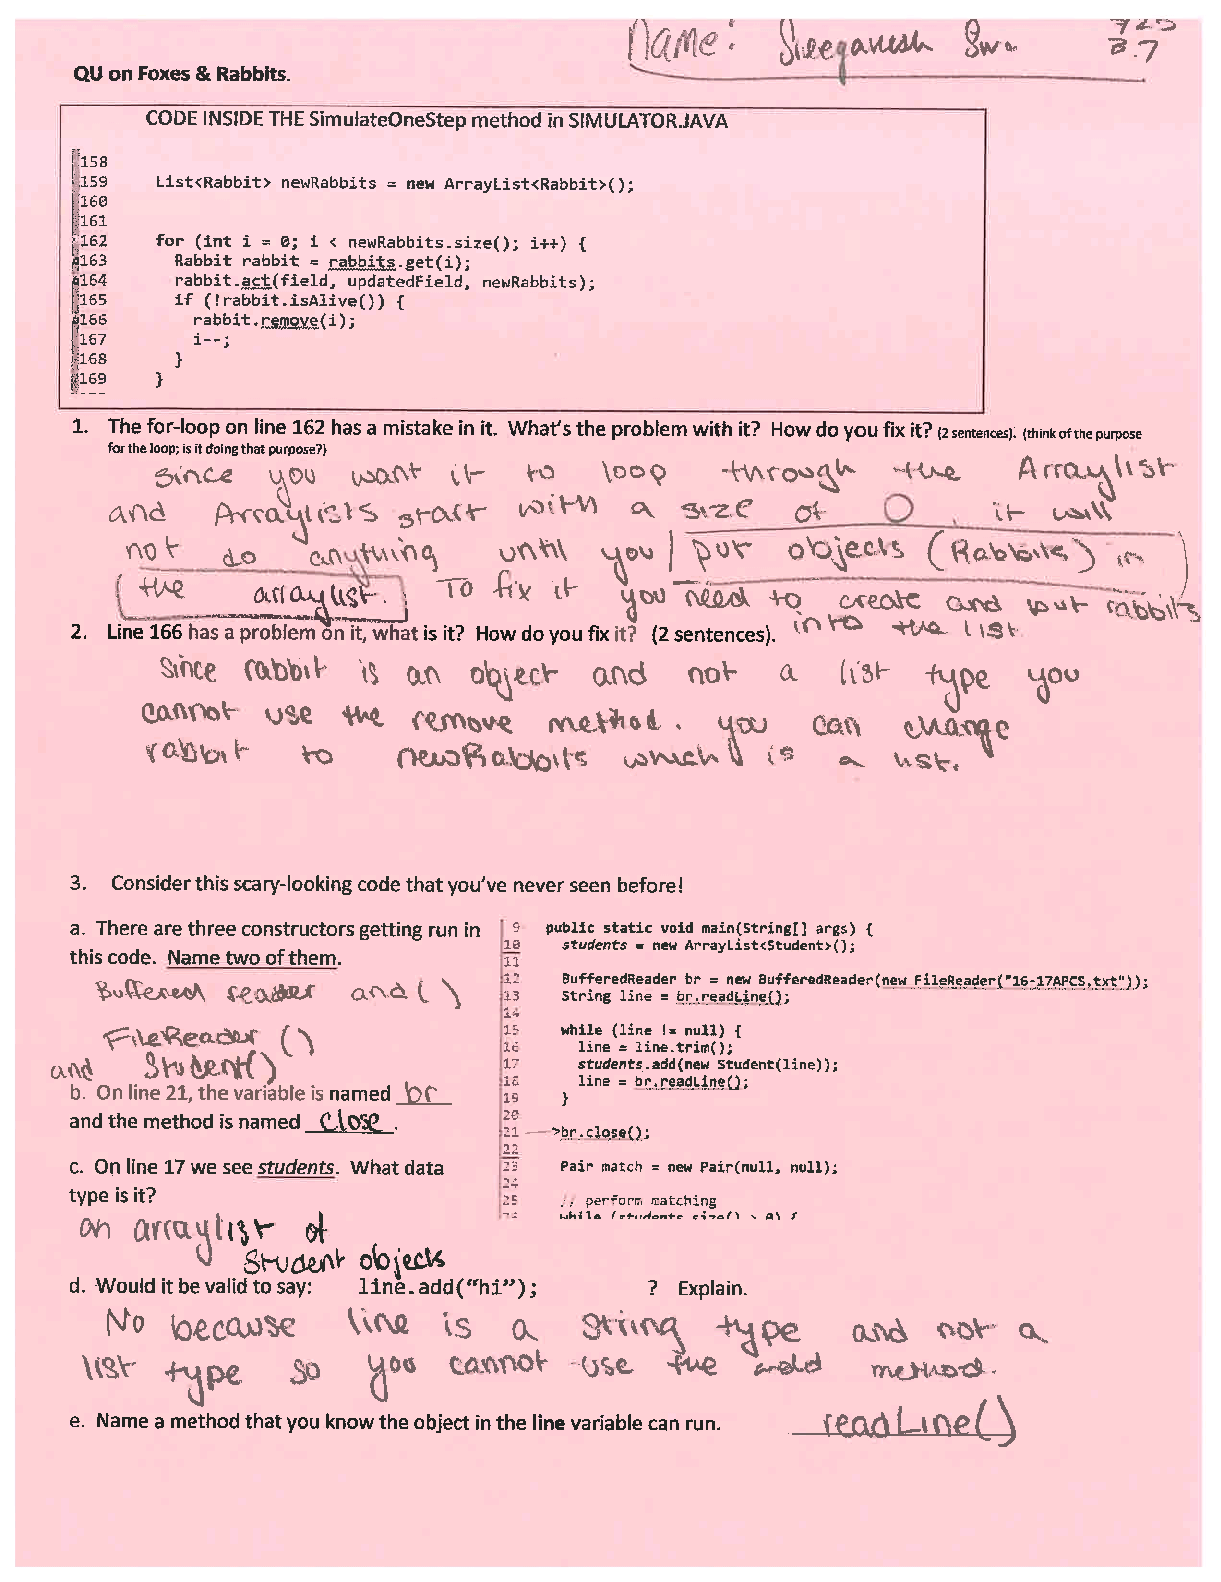 Name: Sreeganesh
B.7
QU on Foxes & Rabbits.
CODE INSIDE THE SimulateOneStep method in SIMULATOR.JAVA
158
159 List<Rabbit> newRabbits = new ArrayList<Rabbit>();
160
161
162 for (int i = 0; i < newRabbits.size(); i++) {
163 Rabbit rabbit = rabbits.get(i);
164 rabbit.act(field, updatedField, newRabbits);
165 if (!rabbit.isAlive()) {
166 rabbit.remove(i);
167 i--;
168 }
169 }
1. The for-loop on line 162 has a mistake in it. What's the problem with it? How do you fix it? (2 sentences). (think of the purpose
for the loop; is it doing that purpose?)
Since you want it to loop through the Arraylist
and Arraylists start with a size of 0, it will
not do anything until you put objects (Rabbits) in
the arraylist. To fix it you need to create and put rabbits
into the list
2. Line 166 has a problem on it, what is it? How do you fix it? (2 sentences).
Since rabbit is an object and not a list type you
cannot use the remove method. you can change
rabbit to newRabbits which is a list.
3. Consider this scary-looking code that you've never seen before!
a. There are three constructors getting run in
this code. Name two of them.
Buffered reader and ()
FileReader ()
and Student()
b. On line 21, the variable is named br
and the method is named close.
c. On line 17 we see students. What data
type is it?
an arraylist of
Student objects
9 public static void main(String[] args) {
10 students = new ArrayList<Student>();
11
12 BufferedReader br = new BufferedReader(new FileReader("16-17APCS.txt"));
13 String line = br.readLine();
14
15 while (line != null) {
16 line = line.trim();
17 students.add(new Student(line));
18 line = br.readLine();
19 }
20
21 >br.close();
22
23 Pair match = new Pair(null, null);
24
25 // perform matching
while (students.size() > 0) {
d. Would it be valid to say: line.add("hi"); ? Explain.
No because line is a String type and not a
list type so you cannot use the add method.
e. Name a method that you know the object in the line variable can run. readLine()